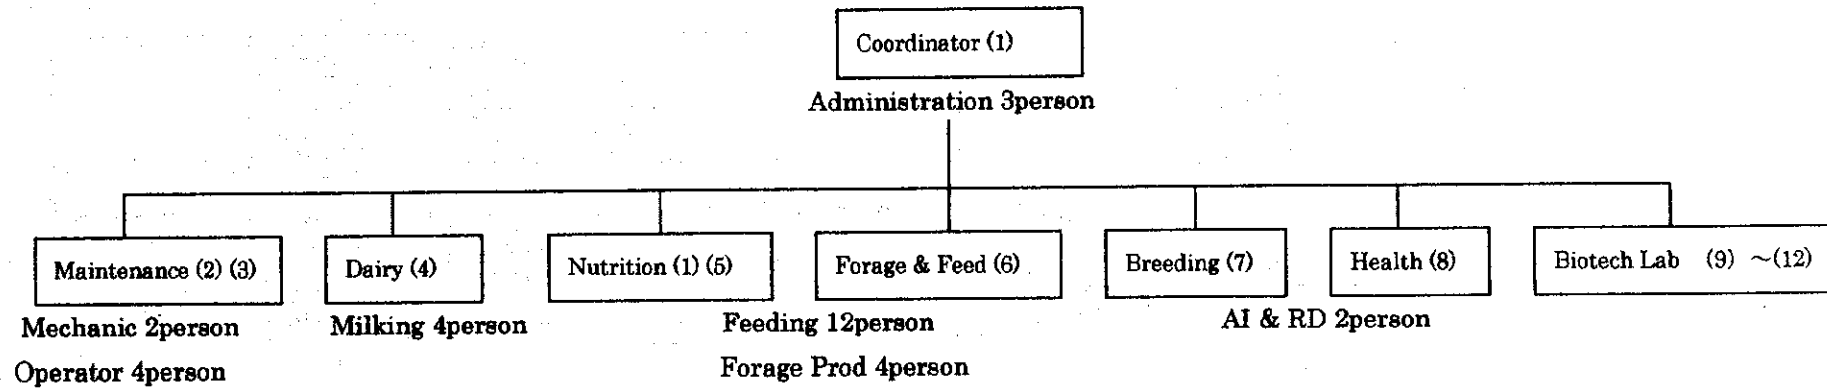 Coordinator (1)
Administration 3person
Maintenance (2) (3)
Dairy (4)
Nutrition (1) (5)
Forage & Feed (6)
Breeding (7)
Health (8)
Biotech Lab (9) ~(12)
Mechanic 2person
Milking 4person
Feeding 12person
AI & RD 2person
Operator 4person
Forage Prod 4person